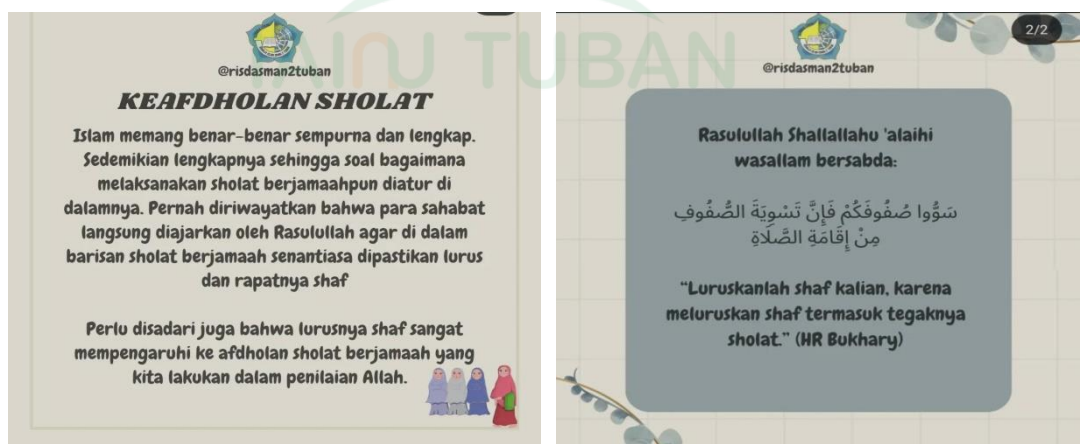 @risdasman2tuban
KEAFDHOLAN SHOLAT
Islam memang benar-benar sempurna dan lengkap.
Sedemikian lengkapnya sehingga soal bagaimana
melaksanakan sholat berjamaahpun diatur di
dalamnya. Pernah diriwayatkan bahwa para sahabat
langsung diajarkan oleh Rasulullah agar di dalam
barisan sholat berjamaah senantiasa dipastikan lurus
dan rapatnya shaf
Perlu disadari juga bahwa lurusnya shaf sangat
mempengaruhi ke afdholan sholat berjamaah yang
kita lakukan dalam penilaian Allah.
2/2
@risdasman2tuban
Rasulullah Shallallahu 'alaihi
wasallam bersabda:
سَوُّوا صُفُوفَكُمْ فَإِنَّ تَسْوِيَةَ الصُّفُوفِ
مِنْ إِقَامَةِ الصَّلَاةِ
“Luruskanlah shaf kalian, karena
meluruskan shaf termasuk tegaknya
sholat.” (HR Bukhary)
IAINU TUBAN